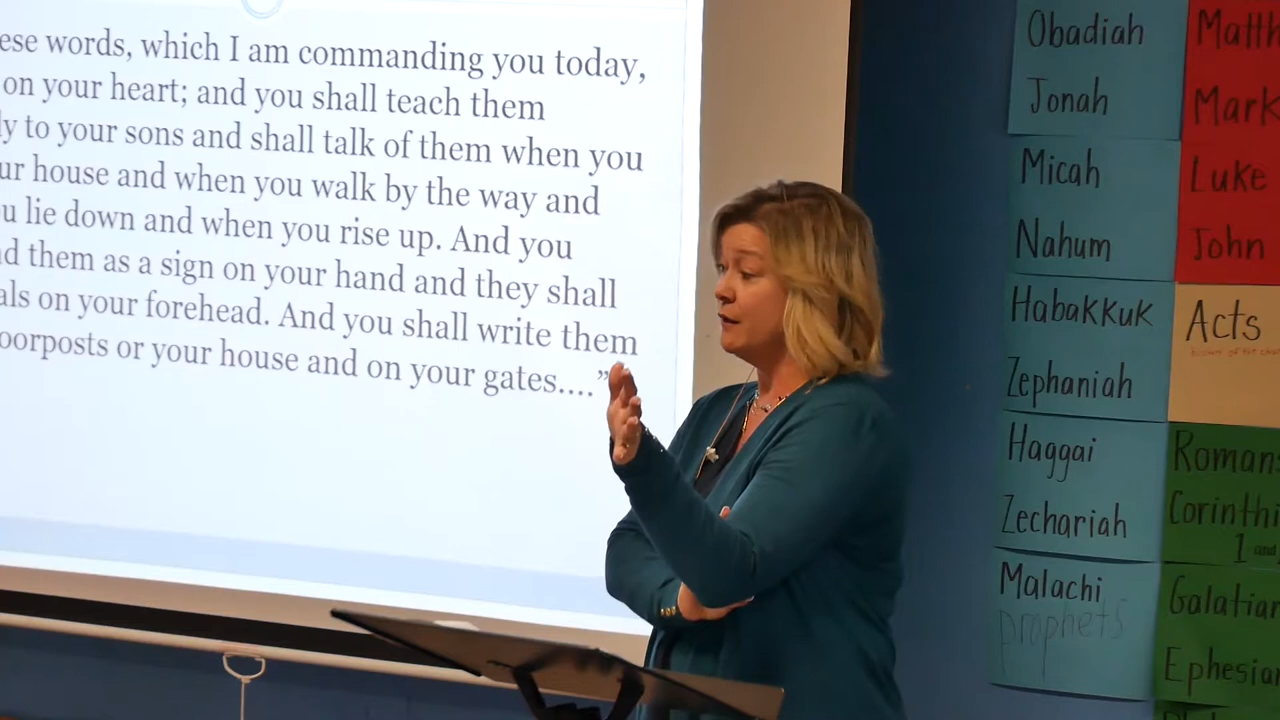 ese words, which I am commanding you today,
on your heart; and you shall teach them
ly to your sons and shall talk of them when you
ur house and when you walk by the way and
u lie down and when you rise up. And you
d them as a sign on your hand and they shall
als on your forehead. And you shall write them
oorposts or your house and on your gates....”
Obadiah
Jonah
Micah
Nahum
Habakkuk
Zephaniah
Haggai
Zechariah
Malachi
prophets
Matth
Mark
Luke
John
Acts
Roman
Corinthi
1 and
Galatian
Ephesian